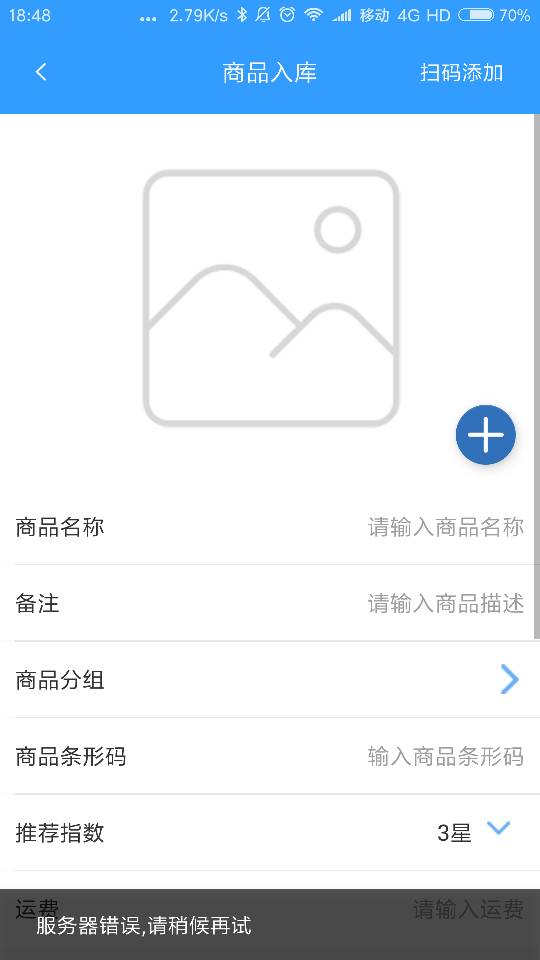 18:48 ... 2.79K/s 移动 4G HD 70%
商品入库 扫码添加
商品名称 请输入商品名称
备注 请输入商品描述
商品分组
商品条形码 输入商品条形码
推荐指数 3星
运费 请输入运费
服务器错误,请稍候再试